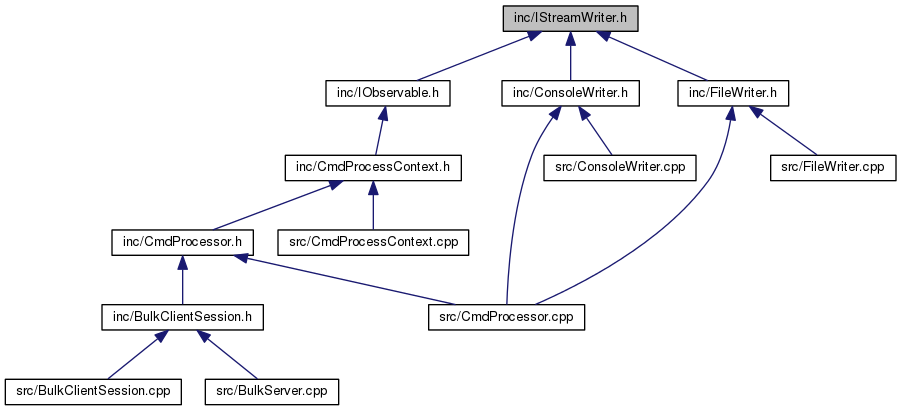 inc/IStreamWriter.h
inc/IObservable.h
inc/ConsoleWriter.h
inc/FileWriter.h
inc/CmdProcessContext.h
src/ConsoleWriter.cpp
src/FileWriter.cpp
inc/CmdProcessor.h
src/CmdProcessContext.cpp
inc/BulkClientSession.h
src/CmdProcessor.cpp
src/BulkClientSession.cpp
src/BulkServer.cpp